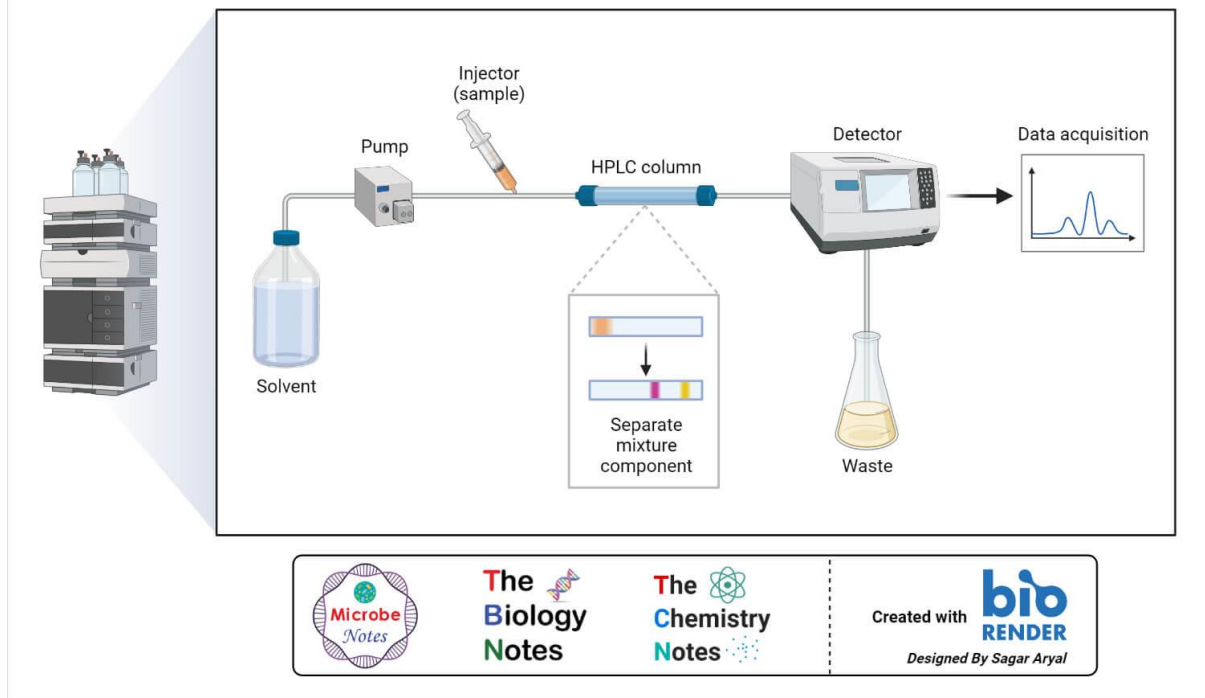 Injector
(sample)
Pump
HPLC column
Detector
Data acquisition
Solvent
Separate
mixture
component
Waste
Microbe
Notes
The
Biology
Notes
The
Chemistry
Notes
Created with
bio
RENDER
Designed By Sagar Aryal